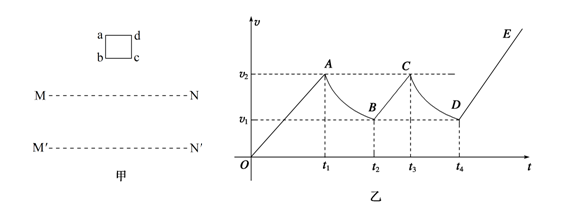 a d
b c
M N
M′ N′
甲
v
E
A C
v₂
B D
v₁
O t₁ t₂ t₃ t₄ t
乙